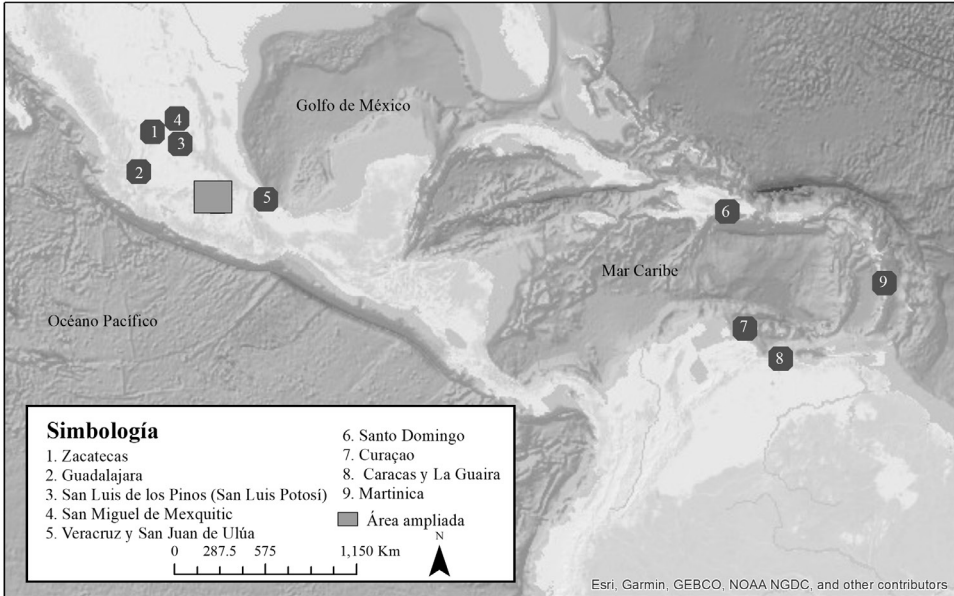 Golfo de México
4
1
3
2
5
6
Mar Caribe
9
Océano Pacífico
7
8
Simbología
1. Zacatecas
2. Guadalajara
3. San Luis de los Pinos (San Luis Potosí)
4. San Miguel de Mexquitic
5. Veracruz y San Juan de Ulúa
6. Santo Domingo
7. Curaçao
8. Caracas y La Guaira
9. Martinica
Área ampliada
N
0 287.5 575 1,150 Km
Esri, Garmin, GEBCO, NOAA NGDC, and other contributors